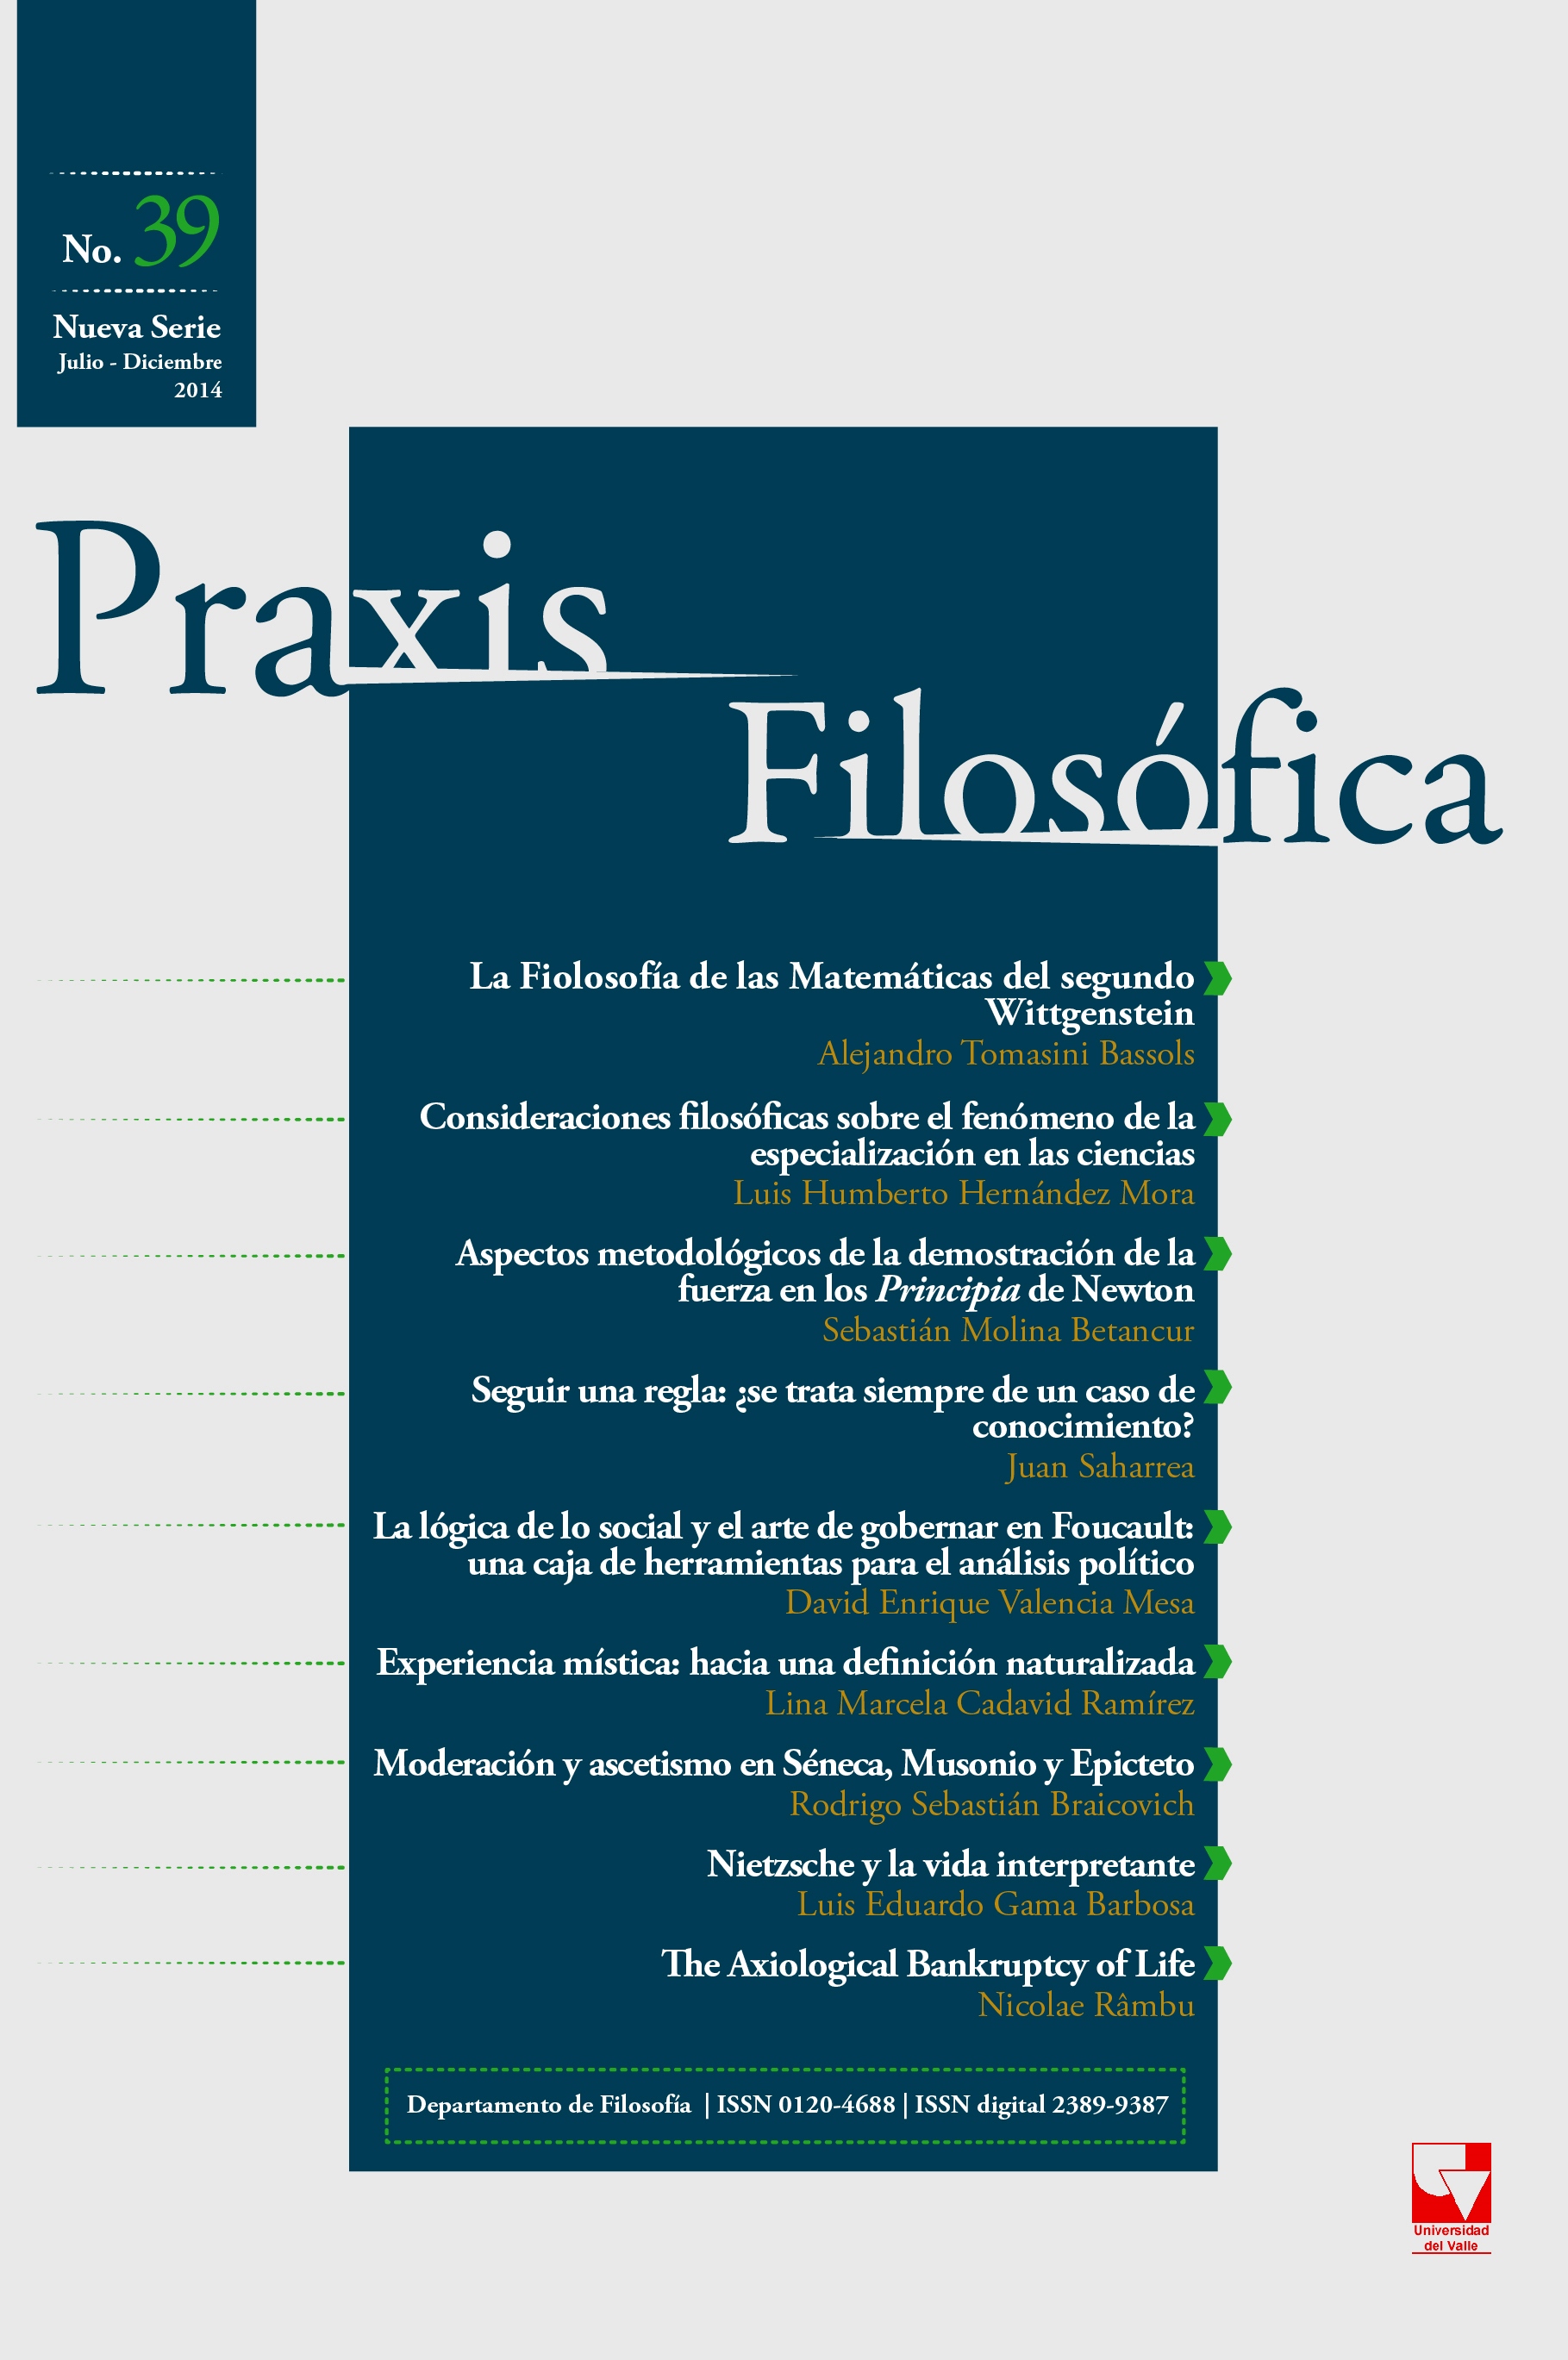 No. 39
Nueva Serie
Julio - Diciembre
2014
Praxis
Filosófica
La Fiolosofía de las Matemáticas del segundo
Wittgenstein
Alejandro Tomasini Bassols
Consideraciones filosóficas sobre el fenómeno de la
especialización en las ciencias
Luis Humberto Hernández Mora
Aspectos metodológicos de la demostración de la
fuerza en los Principia de Newton
Sebastián Molina Betancur
Seguir una regla: ¿se trata siempre de un caso de
conocimiento?
Juan Saharrea
La lógica de lo social y el arte de gobernar en Foucault:
una caja de herramientas para el análisis político
David Enrique Valencia Mesa
Experiencia mística: hacia una definición naturalizada
Lina Marcela Cadavid Ramírez
Moderación y ascetismo en Séneca, Musonio y Epicteto
Rodrigo Sebastián Braicovich
Nietzsche y la vida interpretante
Luis Eduardo Gama Barbosa
The Axiological Bankruptcy of Life
Nicolae Râmbu
Departamento de Filosofía | ISSN 0120-4688 | ISSN digital 2389-9387
Universidad
del Valle